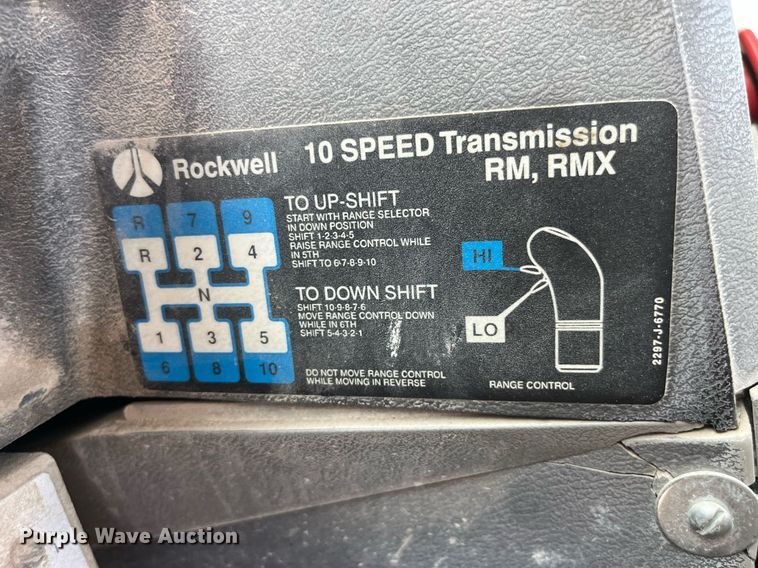 Rockwell
10 SPEED Transmission
RM, RMX
R 7 9
R 2 4
N
1 3 5
6 8 10
TO UP-SHIFT
START WITH RANGE SELECTOR
IN DOWN POSITION
SHIFT 1-2-3-4-5
RAISE RANGE CONTROL WHILE
IN 5TH
SHIFT TO 6-7-8-9-10
TO DOWN SHIFT
SHIFT 10-9-8-7-6
MOVE RANGE CONTROL DOWN
WHILE IN 6TH
SHIFT 5-4-3-2-1
DO NOT MOVE RANGE CONTROL
WHILE MOVING IN REVERSE
HI
LO
RANGE CONTROL
2297-J-6770
Purple Wave Auction